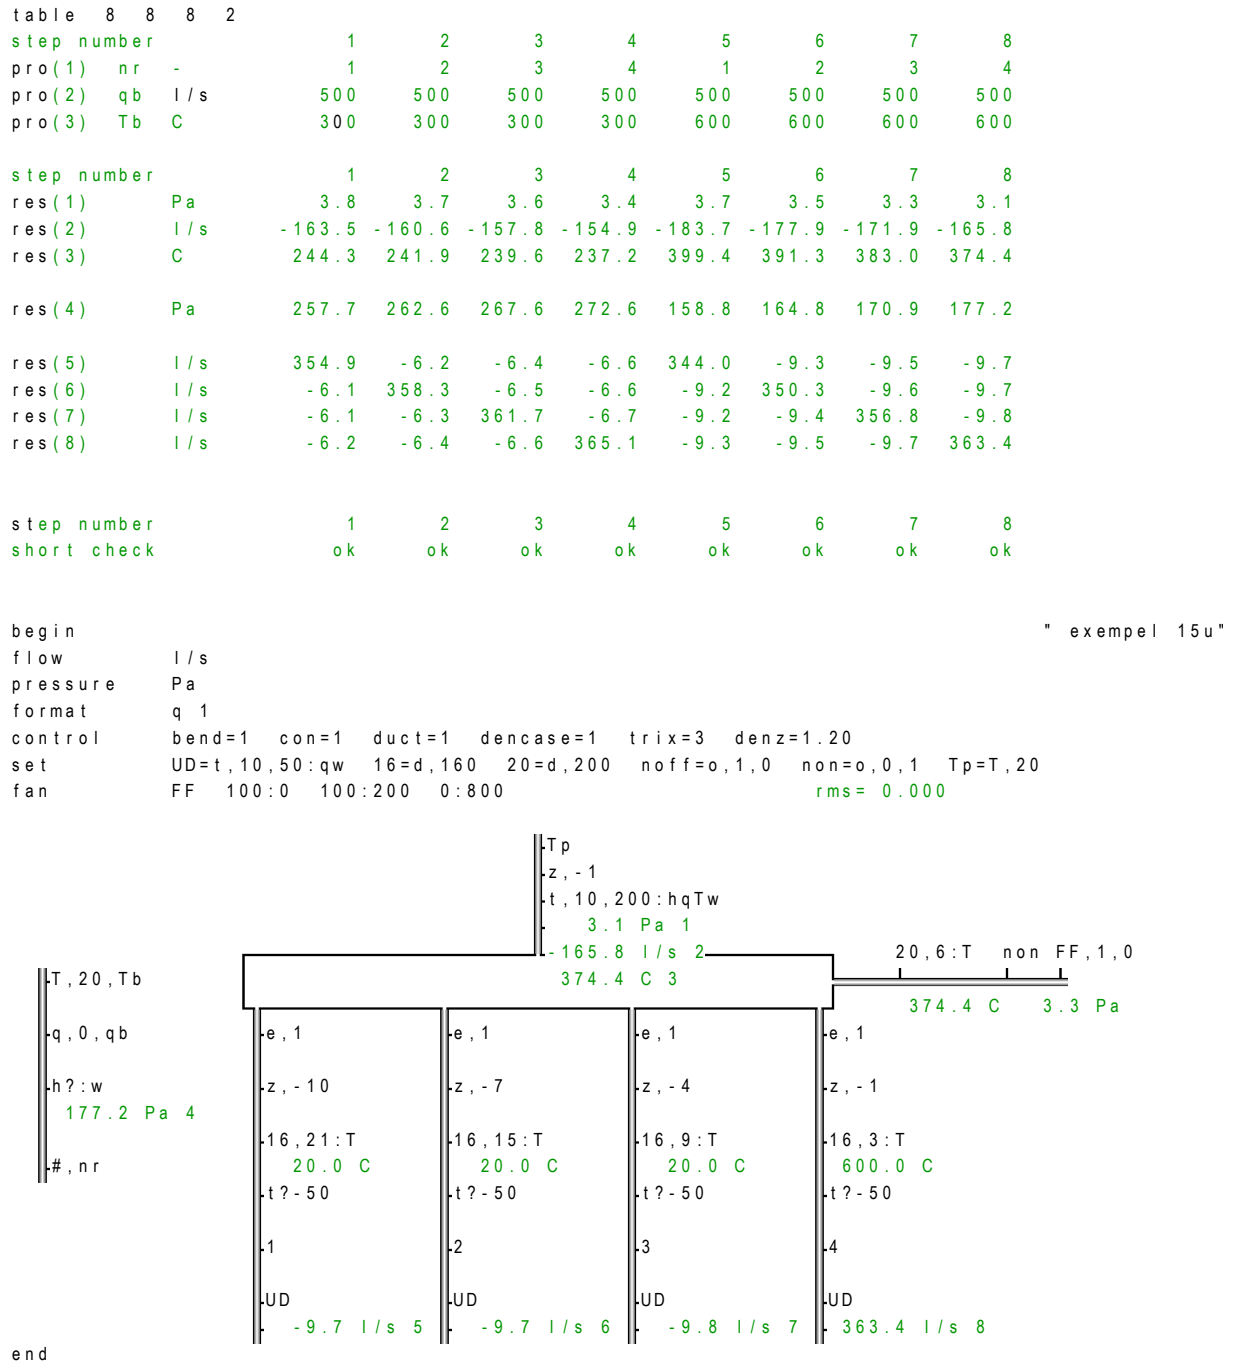 table 8 8 8 2
step number 1 2 3 4 5 6 7 8
pro(1) nr - 1 2 3 4 1 2 3 4
pro(2) qb l/s 500 500 500 500 500 500 500 500
pro(3) Tb C 300 300 300 300 600 600 600 600
step number 1 2 3 4 5 6 7 8
res(1) Pa 3.8 3.7 3.6 3.4 3.7 3.5 3.3 3.1
res(2) l/s -163.5 -160.6 -157.8 -154.9 -183.7 -177.9 -171.9 -165.8
res(3) C 244.3 241.9 239.6 237.2 399.4 391.3 383.0 374.4
res(4) Pa 257.7 262.6 267.6 272.6 158.8 164.8 170.9 177.2
res(5) l/s 354.9 -6.2 -6.4 -6.6 344.0 -9.3 -9.5 -9.7
res(6) l/s -6.1 358.3 -6.5 -6.6 -9.2 350.3 -9.6 -9.7
res(7) l/s -6.1 -6.3 361.7 -6.7 -9.2 -9.4 356.8 -9.8
res(8) l/s -6.2 -6.4 -6.6 365.1 -9.3 -9.5 -9.7 363.4
step number 1 2 3 4 5 6 7 8
short check ok ok ok ok ok ok ok ok
begin " exempel 15u"
flow l/s
pressure Pa
format q 1
control bend=1 con=1 duct=1 dencase=1 trix=3 denz=1.20
set UD=t,10,50:qw 16=d,160 20=d,200 noff=o,1,0 non=o,0,1 Tp=T,20
fan FF 100:0 100:200 0:800 rms= 0.000
Tp
z,-1
t,10,200:hqTw
3.1 Pa 1
-165.8 l/s 2 20,6:T non FF,1,0
T,20,Tb 374.4 C 3
374.4 C 3.3 Pa
q,0,qb e,1 e,1 e,1 e,1
h?:w z,-10 z,-7 z,-4 z,-1
177.2 Pa 4
#,nr 16,21:T 16,15:T 16,9:T 16,3:T
20.0 C 20.0 C 20.0 C 600.0 C
t?-50 t?-50 t?-50 t?-50
1 2 3 4
UD UD UD UD
-9.7 l/s 5 -9.7 l/s 6 -9.8 l/s 7 363.4 l/s 8
end